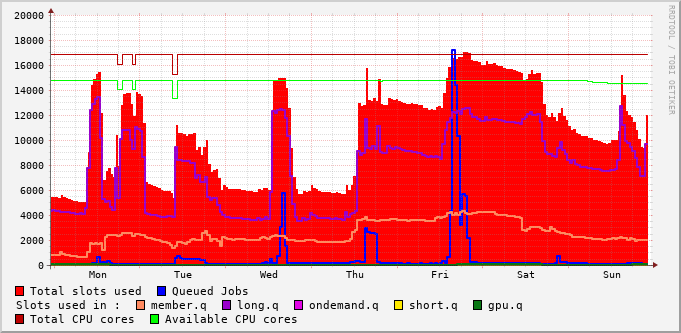 20000
18000
16000
14000
12000
10000
8000
6000
4000
2000
0
Mon Tue Wed Thu Fri Sat Sun
RRDTOOL / TOBI OETIKER
Total slots used Queued Jobs
Slots used in : member.q long.q ondemand.q short.q gpu.q
Total CPU cores Available CPU cores